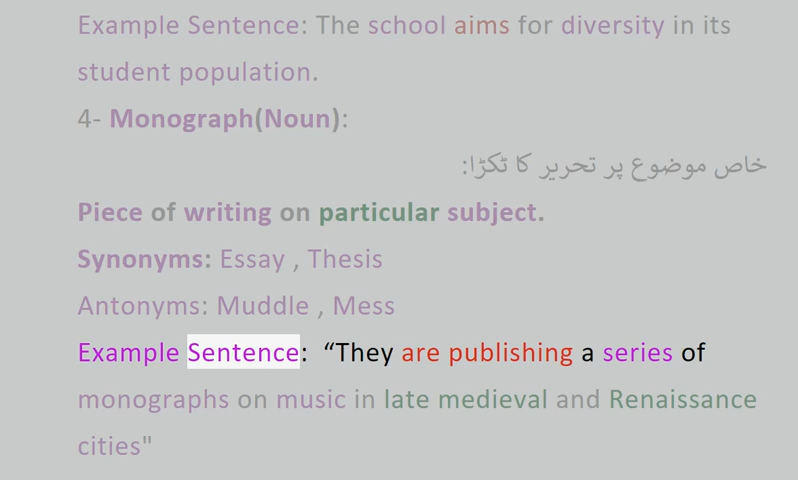 Example Sentence: The school aims for diversity in its
student population.
4- Monograph(Noun):
خاص موضوع پر تحریر کا ٹکڑا:
Piece of writing on particular subject.
Synonyms: Essay , Thesis
Antonyms: Muddle , Mess
Example Sentence:  “They are publishing a series of
monographs on music in late medieval and Renaissance
cities"